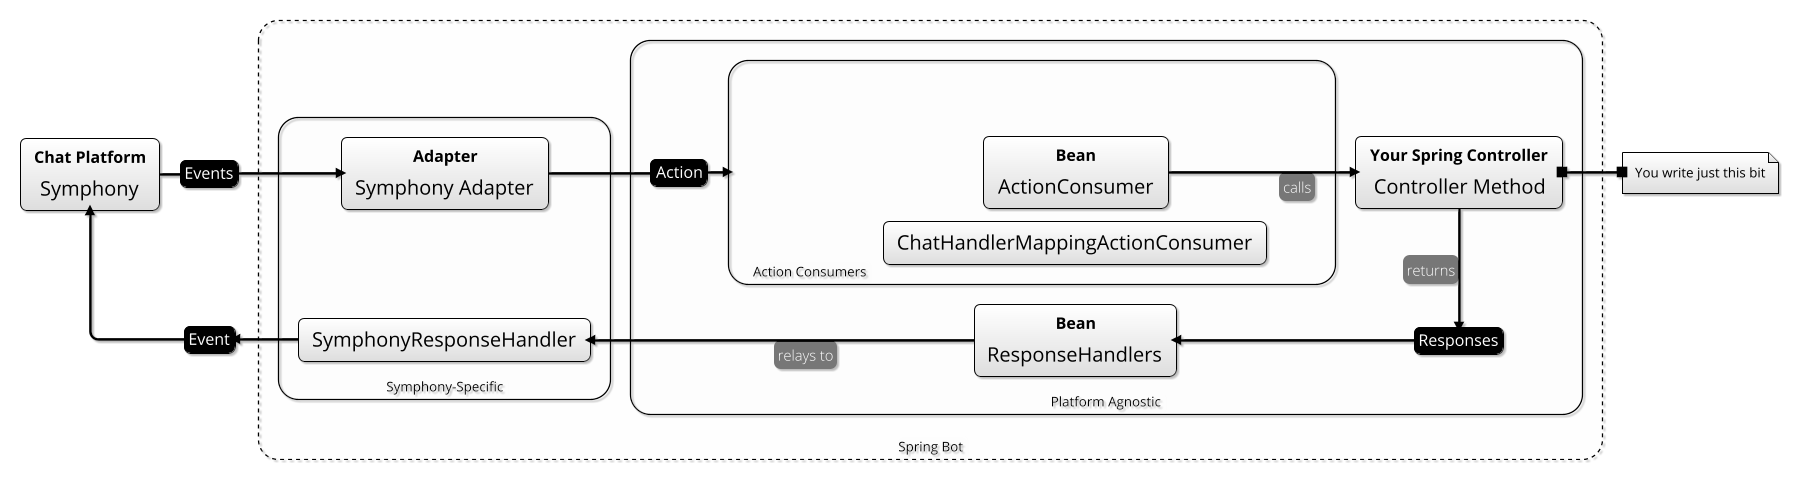 Chat Platform
Symphony
Events
Adapter
Symphony Adapter
Action
Bean
ActionConsumer
ChatHandlerMappingActionConsumer
Action Consumers
calls
Your Spring Controller
Controller Method
You write just this bit
returns
Responses
Bean
ResponseHandlers
relays to
SymphonyResponseHandler
Event
Symphony-Specific
Platform Agnostic
Spring Bot